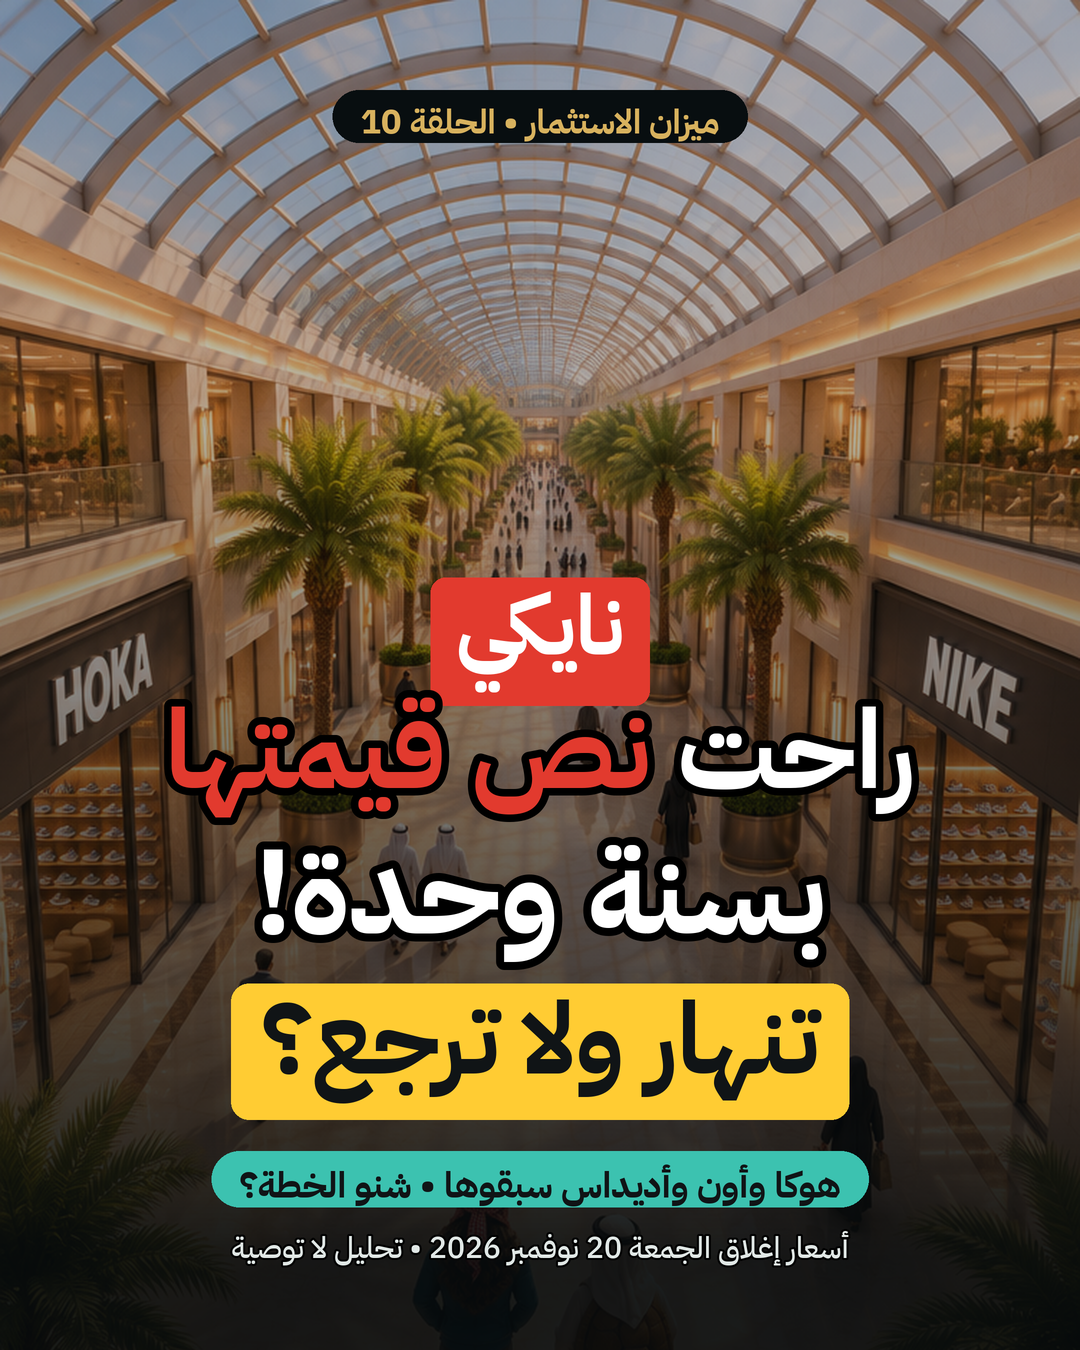 ميزان الاستثمار • الحلقة 10
نايكي
HOKA
NIKE
راحت نص قيمتها
بسنة وحدة!
تنهار ولا ترجع؟
هوكا وأون وأديداس سبقوها • شنو الخطة؟
أسعار إغلاق الجمعة 20 نوفمبر 2026 • تحليل لا توصية